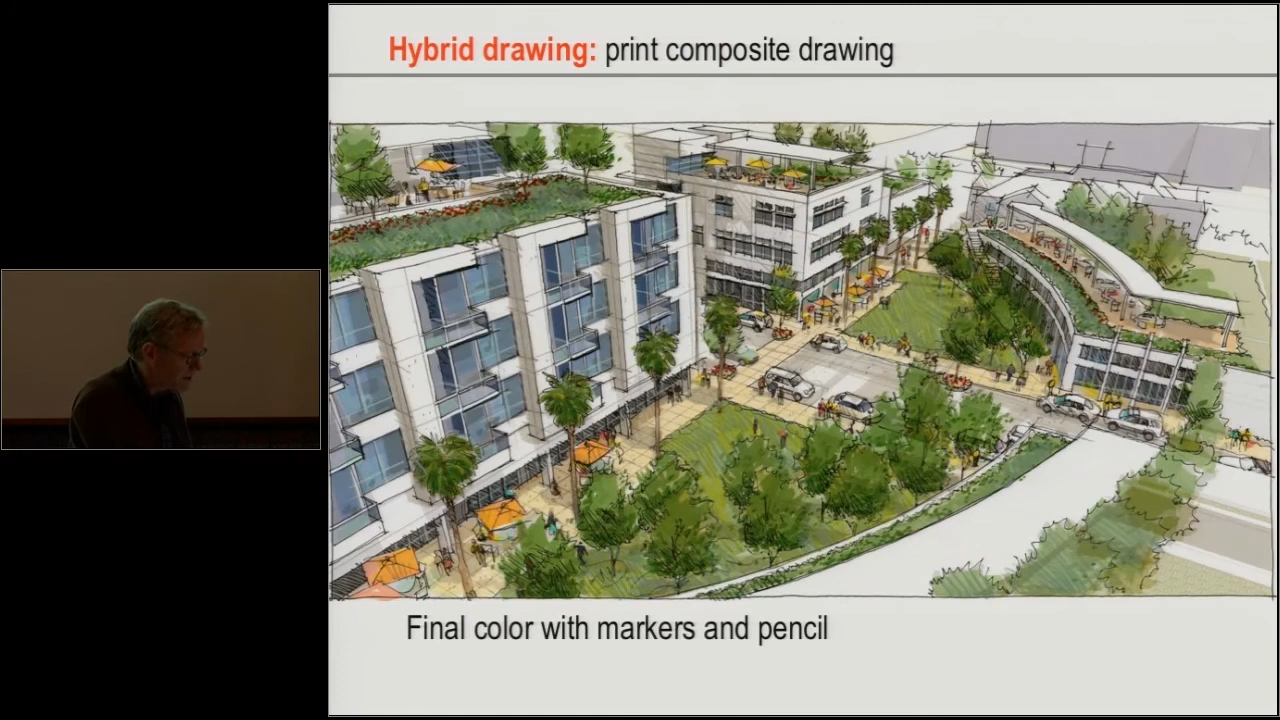 Hybrid drawing: print composite drawing
Final color with markers and pencil